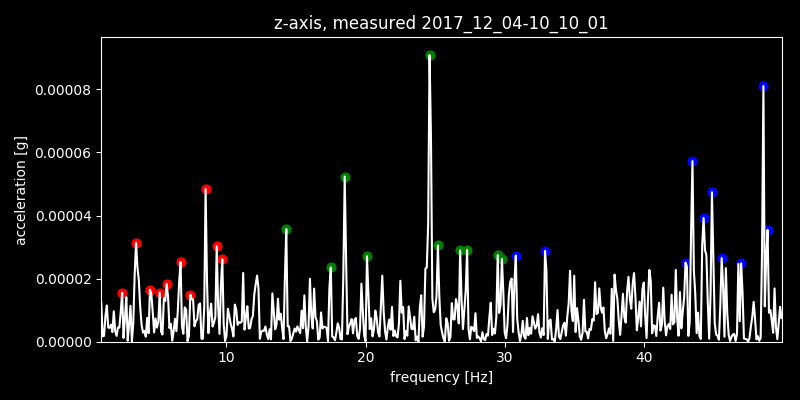 z-axis, measured 2017_12_04-10_10_01
acceleration [g]
0.00008
0.00006
0.00004
0.00002
0.00000
10 20 30 40
frequency [Hz]